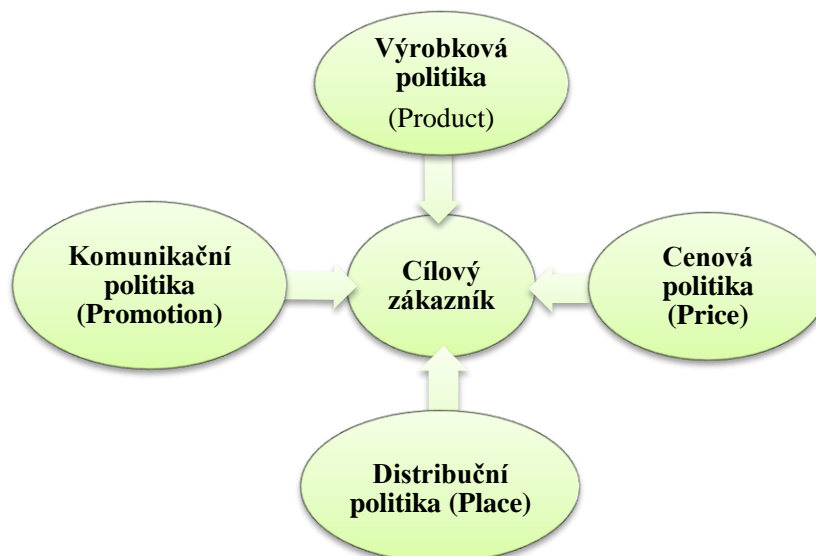 Výrobková
politika
(Product)
Komunikační
politika
(Promotion)
Cílový
zákazník
Cenová
politika
(Price)
Distribuční
politika (Place)